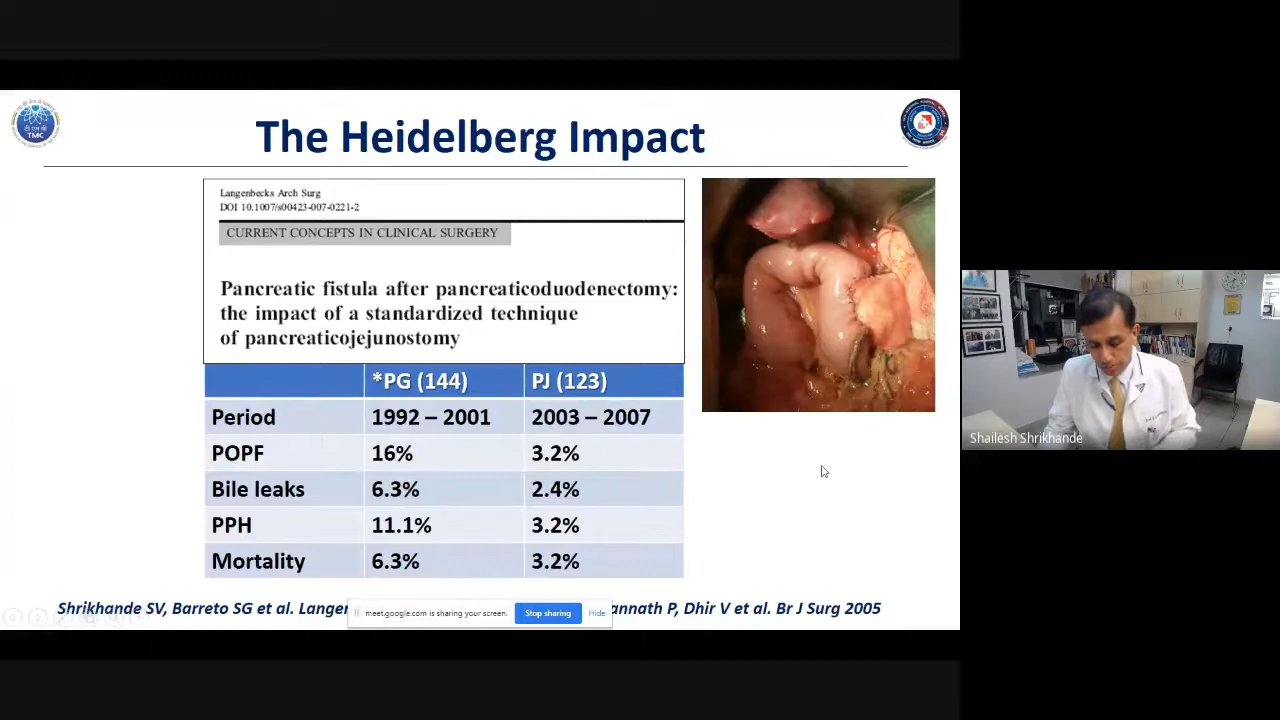 The Heidelberg Impact
TMC
Langenbecks Arch Surg
DOI 10.1007/s00423-007-0221-2
CURRENT CONCEPTS IN CLINICAL SURGERY
Pancreatic fistula after pancreaticoduodenectomy:
the impact of a standardized technique
of pancreaticojejunostomy
*PG (144) PJ (123)
Period 1992 – 2001 2003 – 2007
POPF 16% 3.2%
Bile leaks 6.3% 2.4%
PPH 11.1% 3.2%
Mortality 6.3% 3.2%
Shrikhande SV, Barreto SG et al. Langer annath P, Dhir V et al. Br J Surg 2005
meet.google.com is sharing your screen. Stop sharing Hide
Shailesh Shrikhande